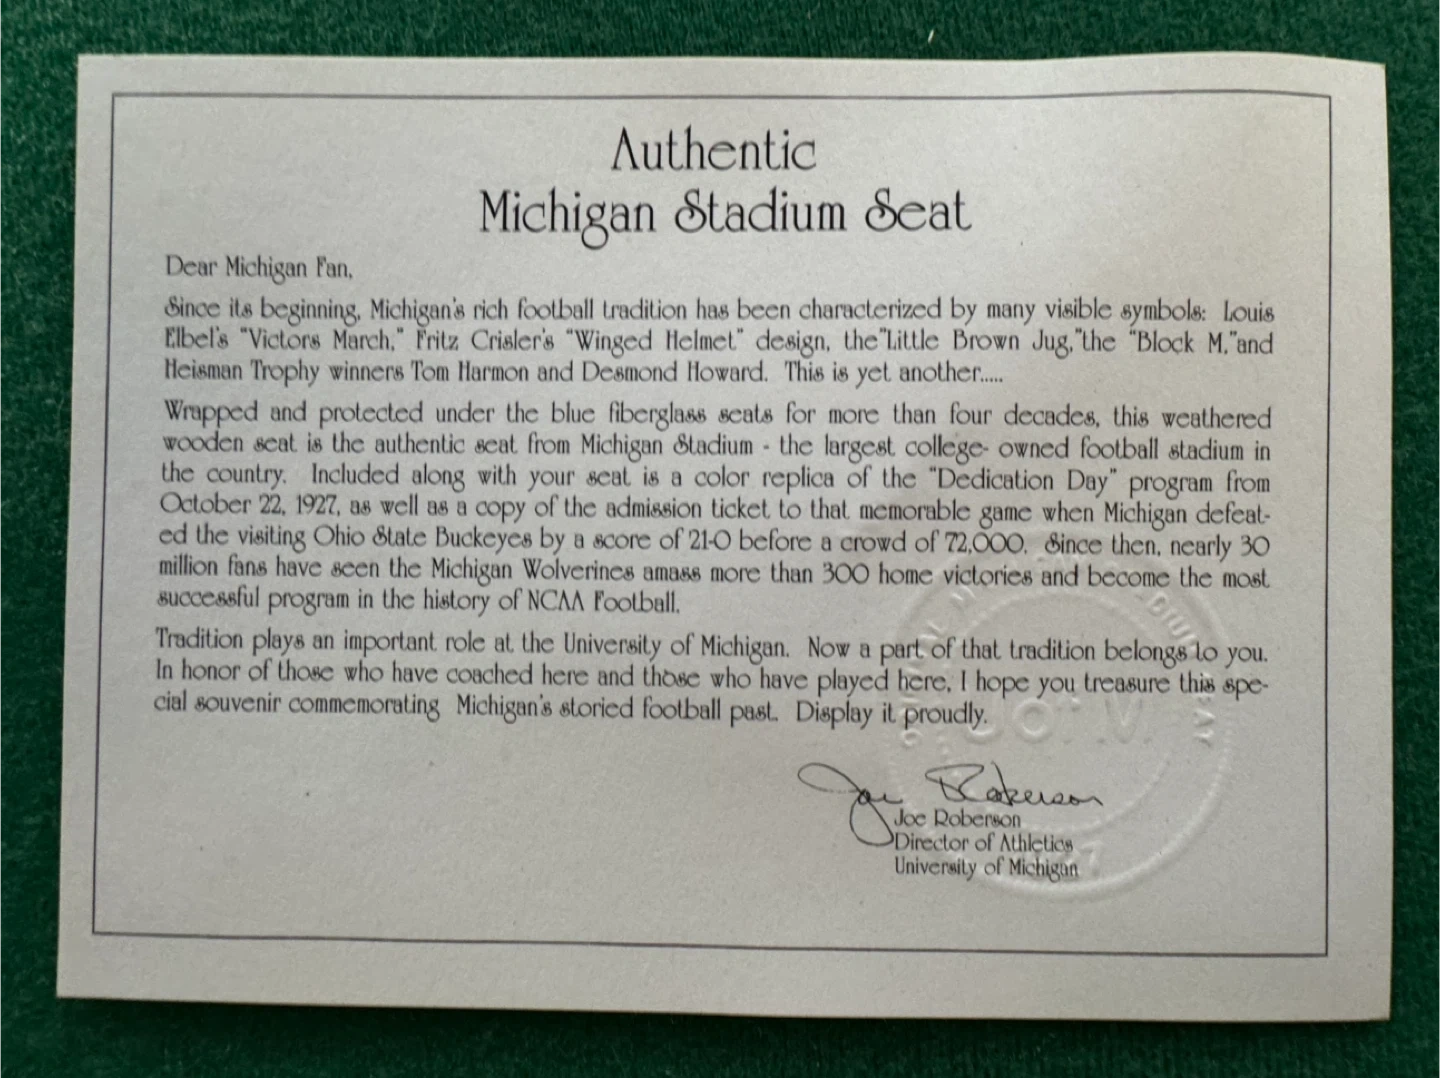 Authentic
Michigan Stadium Seat
Dear Michigan Fan,
Since its beginning, Michigan's rich football tradition has been characterized by many visible symbols: Louis
Elbel's "Victors March," Fritz Crisler's "Winged Helmet" design, the"Little Brown Jug,"the "Block M,"and
Heisman Trophy winners Tom Harmon and Desmond Howard. This is yet another.....
Wrapped and protected under the blue fiberglass seats for more than four decades, this weathered
wooden seat is the authentic seat from Michigan Stadium - the largest college- owned football stadium in
the country. Included along with your seat is a color replica of the "Dedication Day" program from
October 22, 1927, as well as a copy of the admission ticket to that memorable game when Michigan defeat-
ed the visiting Ohio State Buckeyes by a score of 21-0 before a crowd of 72,000. Since then, nearly 30
million fans have seen the Michigan Wolverines amass more than 300 home victories and become the most
successful program in the history of NCAA Football.
Tradition plays an important role at the University of Michigan. Now a part of that tradition belongs to you.
In honor of those who have coached here and those who have played here, I hope you treasure this spe-
cial souvenir commemorating Michigan's storied football past. Display it proudly.
Joe Roberson
Joe Roberson
Director of Athletics
University of Michigan